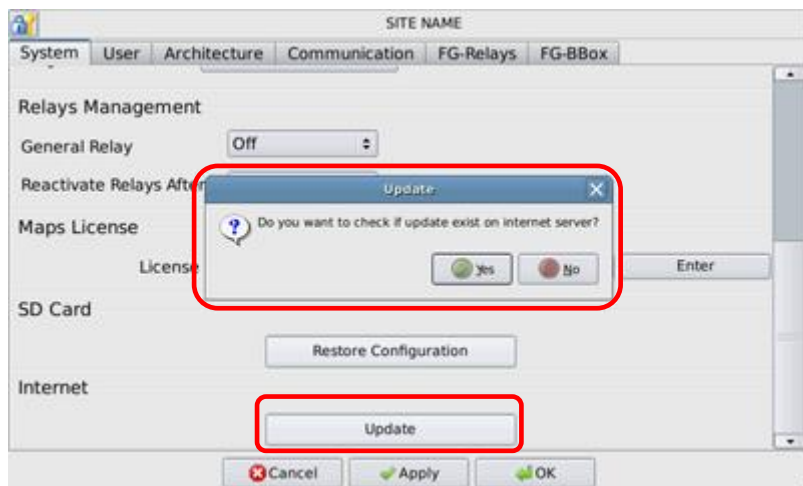 SITE NAME
System User Architecture Communication FG-Relays FG-BBox
Relays Management
General Relay Off
Reactivate Relays After
Update
Do you want to check if update exist on internet server?
Yes No
Maps License
License Enter
SD Card
Restore Configuration
Internet
Update
Cancel Apply OK